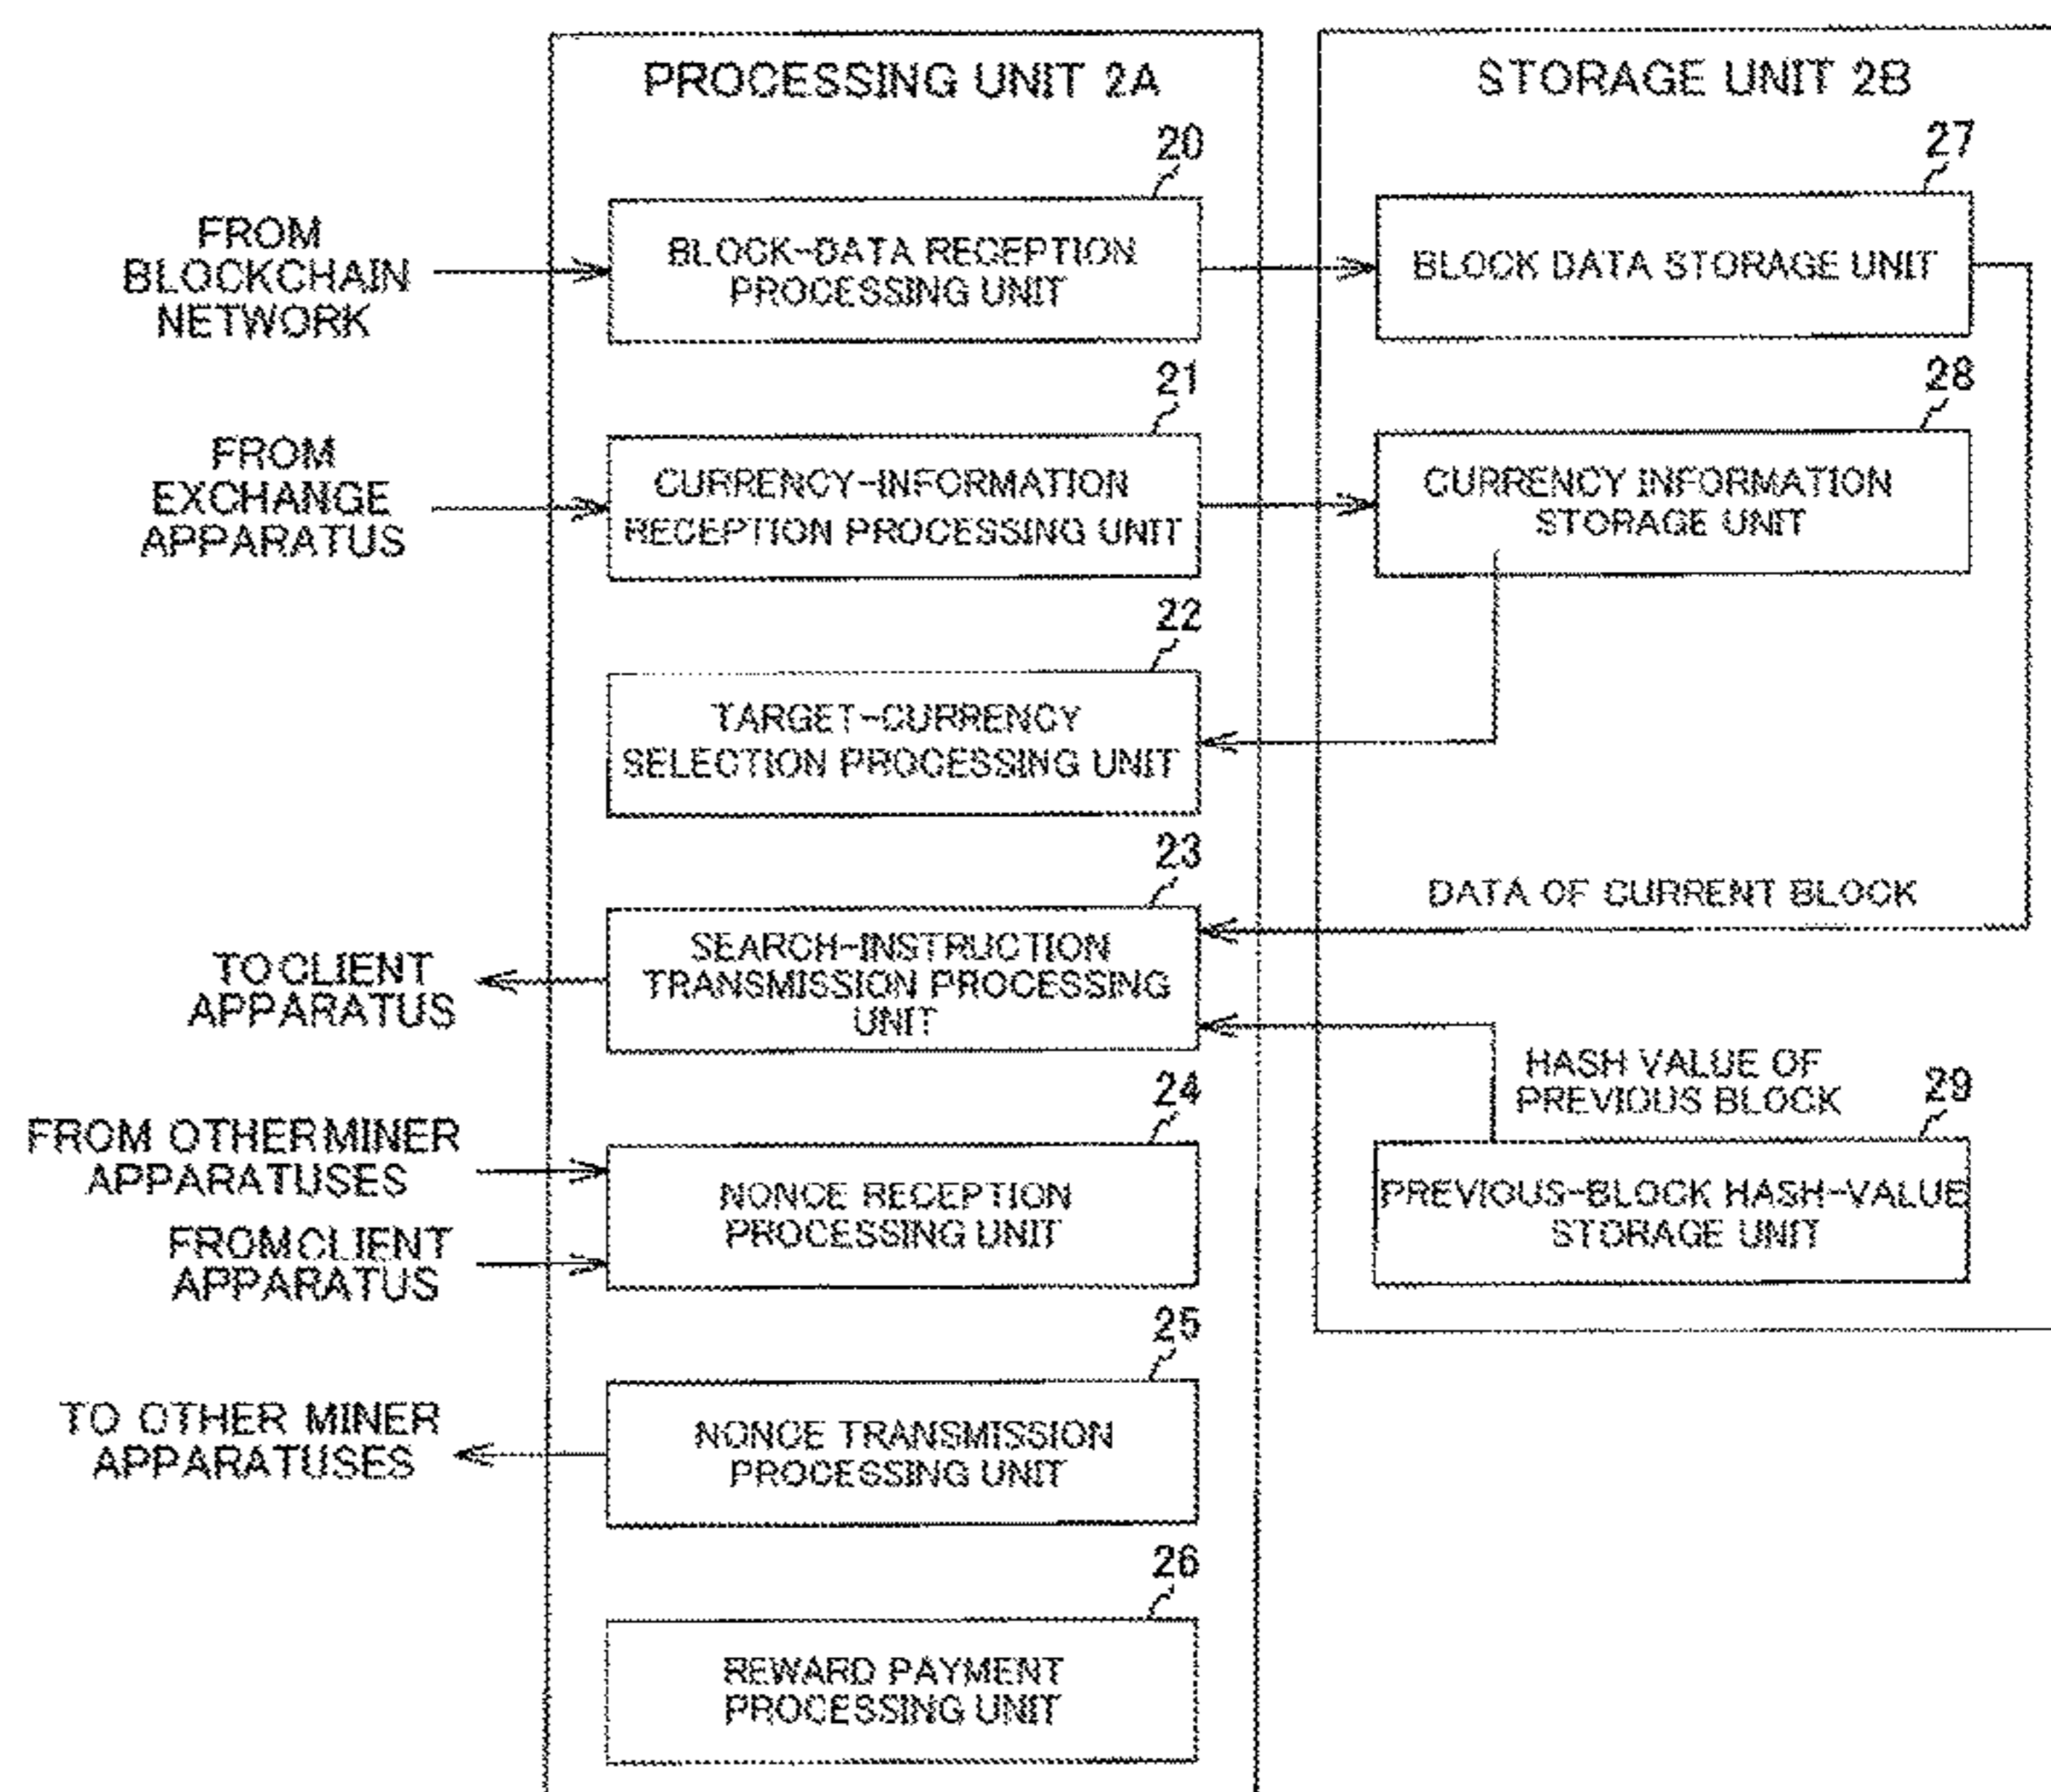 PROCESSING UNIT 2A
STORAGE UNIT 2B
20
27
FROM
BLOCKCHAIN
NETWORK
BLOCK-DATA RECEPTION
PROCESSING UNIT
BLOCK DATA STORAGE UNIT
21
28
FROM
EXCHANGE
APPARATUS
CURRENCY-INFORMATION
RECEPTION PROCESSING UNIT
CURRENCY INFORMATION
STORAGE UNIT
22
TARGET-CURRENCY
SELECTION PROCESSING UNIT
23
DATA OF CURRENT BLOCK
TO CLIENT
APPARATUS
SEARCH-INSTRUCTION
TRANSMISSION PROCESSING
UNIT
HASH VALUE OF
PREVIOUS BLOCK
24
29
FROM OTHER MINER
APPARATUSES
FROM CLIENT
APPARATUS
NONCE RECEPTION
PROCESSING UNIT
PREVIOUS-BLOCK HASH-VALUE
STORAGE UNIT
25
TO OTHER MINER
APPARATUSES
NONCE TRANSMISSION
PROCESSING UNIT
26
REWARD PAYMENT
PROCESSING UNIT